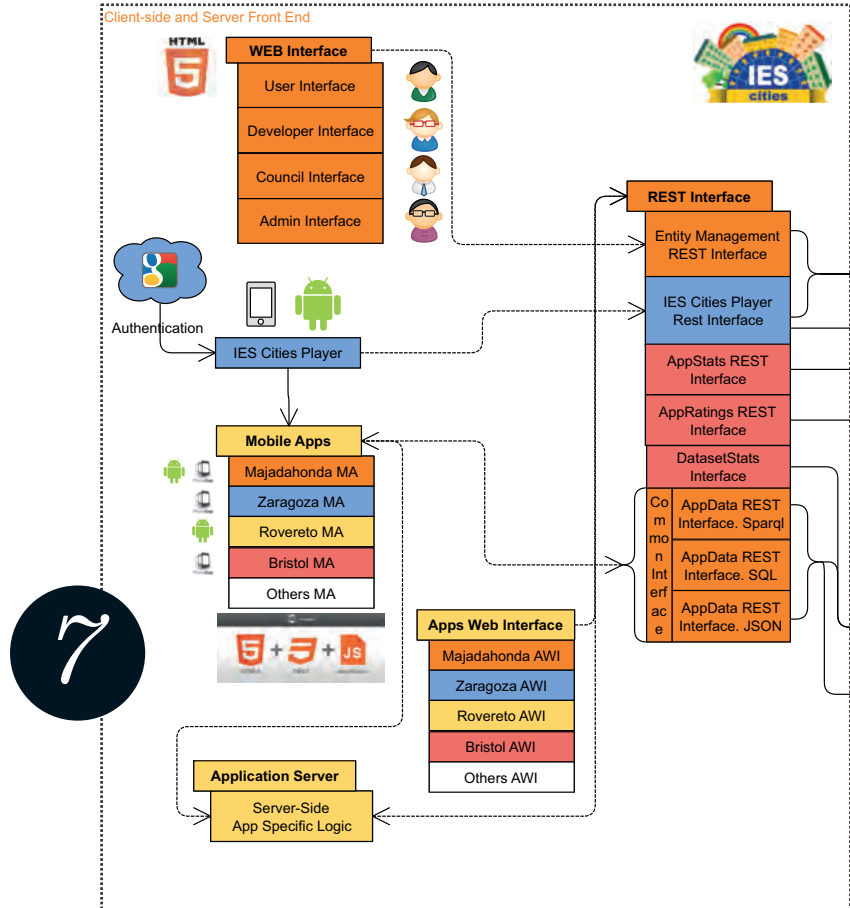 Client-side and Server Front End
HTML
5
WEB Interface
User Interface
Developer Interface
Council Interface
Admin Interface
IES
cities
Authentication
g
IES Cities Player
Mobile Apps
Majadahonda MA
Zaragoza MA
Rovereto MA
Bristol MA
Others MA
5 + 3 + JS
7
Apps Web Interface
Majadahonda AWI
Zaragoza AWI
Rovereto AWI
Bristol AWI
Others AWI
Application Server
Server-Side
App Specific Logic
REST Interface
Entity Management
REST Interface
IES Cities Player
Rest Interface
AppStats REST
Interface
AppRatings REST
Interface
DatasetStats
Interface
Co
m
mo
n
Int
erf
ac
e
AppData REST
Interface. Sparql
AppData REST
Interface. SQL
AppData REST
Interface. JSON